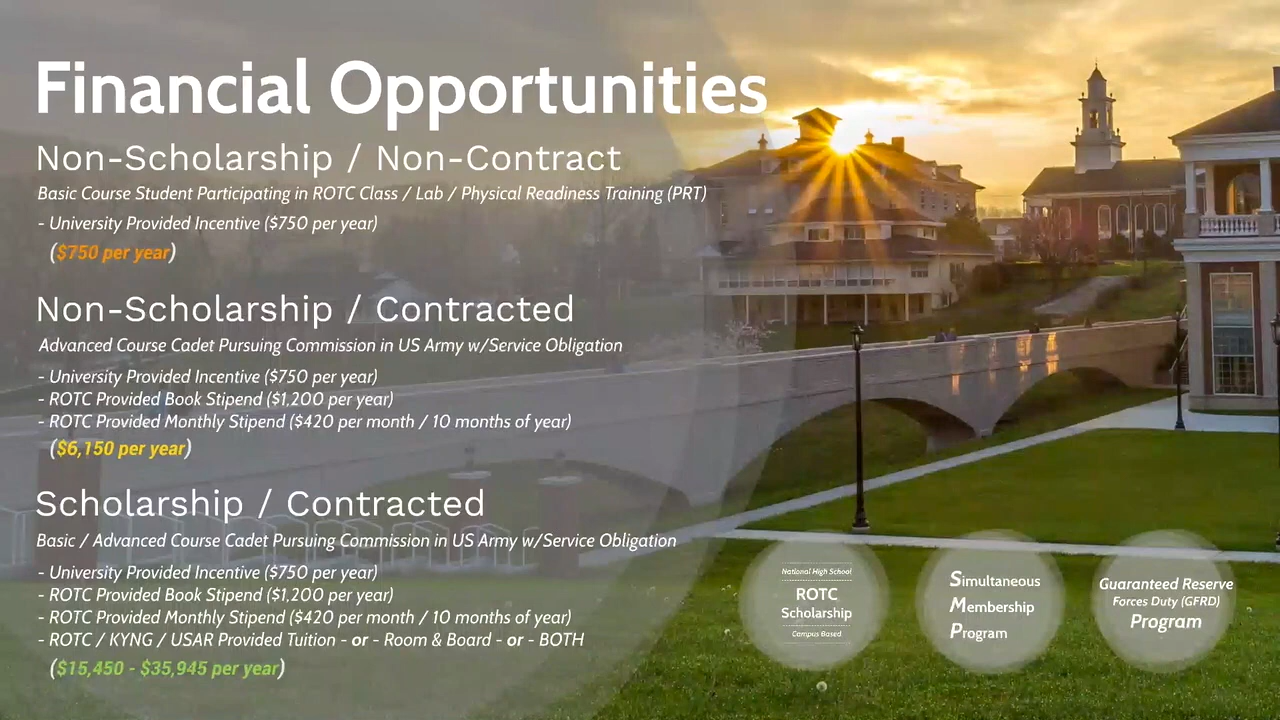 Financial Opportunities
Non-Scholarship / Non-Contract
Basic Course Student Participating in ROTC Class / Lab / Physical Readiness Training (PRT)
- University Provided Incentive ($750 per year)
($750 per year)
Non-Scholarship / Contracted
Advanced Course Cadet Pursuing Commission in US Army w/Service Obligation
- University Provided Incentive ($750 per year)
- ROTC Provided Book Stipend ($1,200 per year)
- ROTC Provided Monthly Stipend ($420 per month / 10 months of year)
($6,150 per year)
Scholarship / Contracted
Basic / Advanced Course Cadet Pursuing Commission in US Army w/Service Obligation
- University Provided Incentive ($750 per year)
- ROTC Provided Book Stipend ($1,200 per year)
- ROTC Provided Monthly Stipend ($420 per month / 10 months of year)
- ROTC / KYNG / USAR Provided Tuition - or - Room & Board - or - BOTH
($15,450 - $35,945 per year)
National High School
ROTC
Scholarship
Campus Based
Simultaneous
Membership
Program
Guaranteed Reserve
Forces Duty (GFRD)
Program